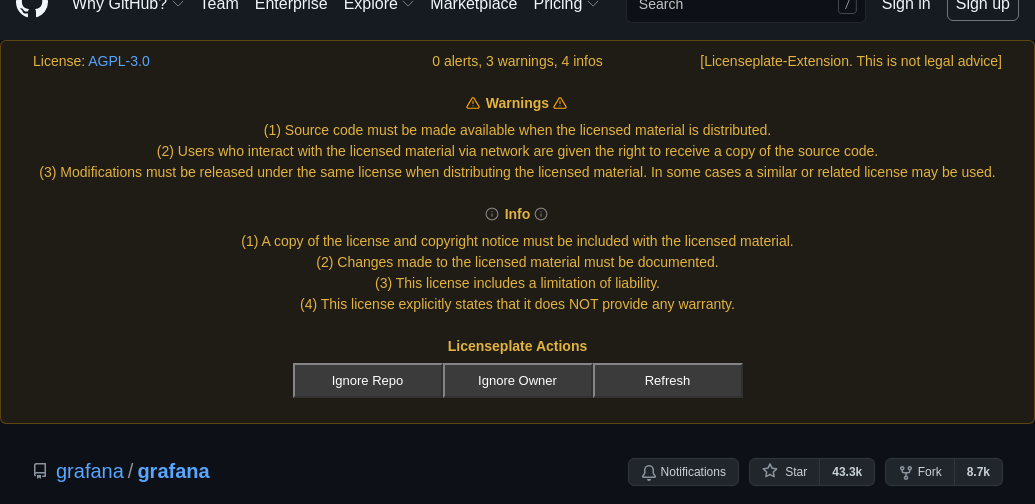 Why GitHub? Team Enterprise Explore Marketplace Pricing Search / Sign in Sign up
License: AGPL-3.0 0 alerts, 3 warnings, 4 infos [Licenseplate-Extension. This is not legal advice]
Warnings
(1) Source code must be made available when the licensed material is distributed.
(2) Users who interact with the licensed material via network are given the right to receive a copy of the source code.
(3) Modifications must be released under the same license when distributing the licensed material. In some cases a similar or related license may be used.
Info
(1) A copy of the license and copyright notice must be included with the licensed material.
(2) Changes made to the licensed material must be documented.
(3) This license includes a limitation of liability.
(4) This license explicitly states that it does NOT provide any warranty.
Licenseplate Actions
Ignore Repo Ignore Owner Refresh
grafana / grafana Notifications Star 43.3k Fork 8.7k